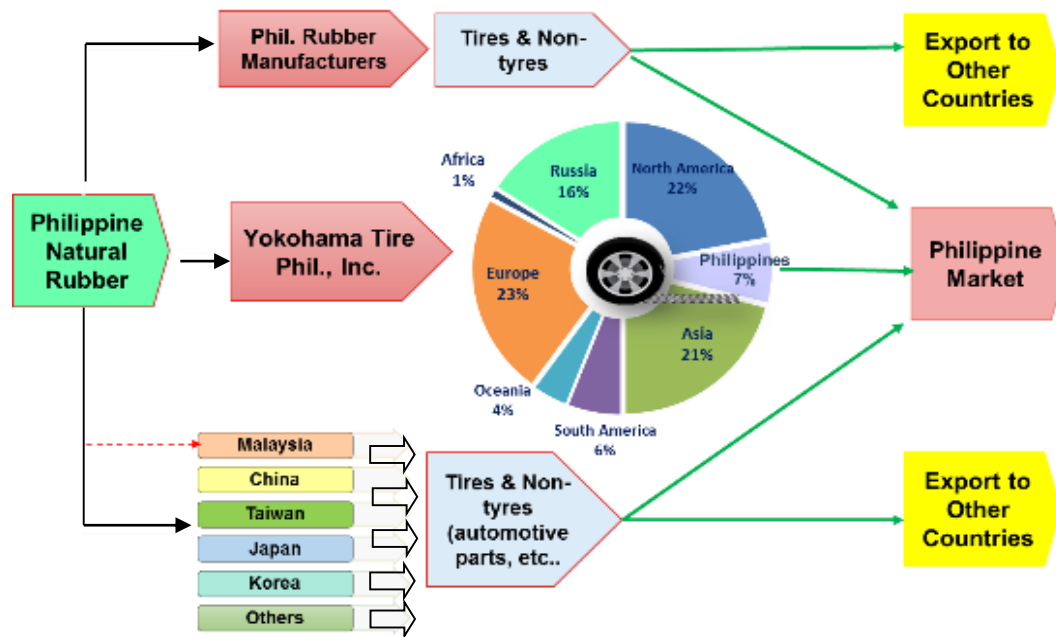 Phil. Rubber
Manufacturers
Tires & Non-
tyres
Export to
Other
Countries
Africa
1%
Russia
16%
North America
22%
Philippine
Natural
Rubber
Yokohama Tire
Phil., Inc.
Europe
23%
Philippines
7%
Philippine
Market
Asia
21%
Oceania
4%
South America
6%
Malaysia
China
Taiwan
Japan
Korea
Others
Tires & Non-
tyres
(automotive
parts, etc..
Export to
Other
Countries